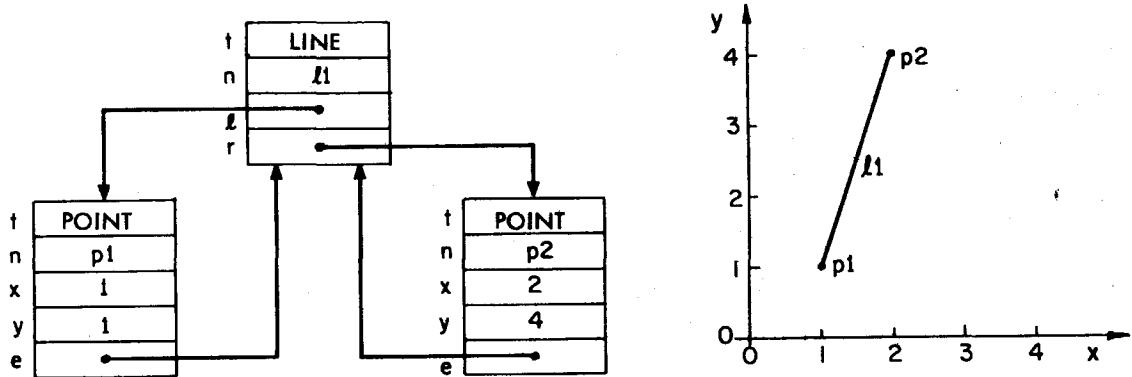 t LINE
n ℓ1
ℓ
r
t POINT
n p1
x 1
y 1
e
t POINT
n p2
x 2
y 4
e
y
4
3
2
1
0
0 1 2 3 4 x
p2
ℓ1
p1